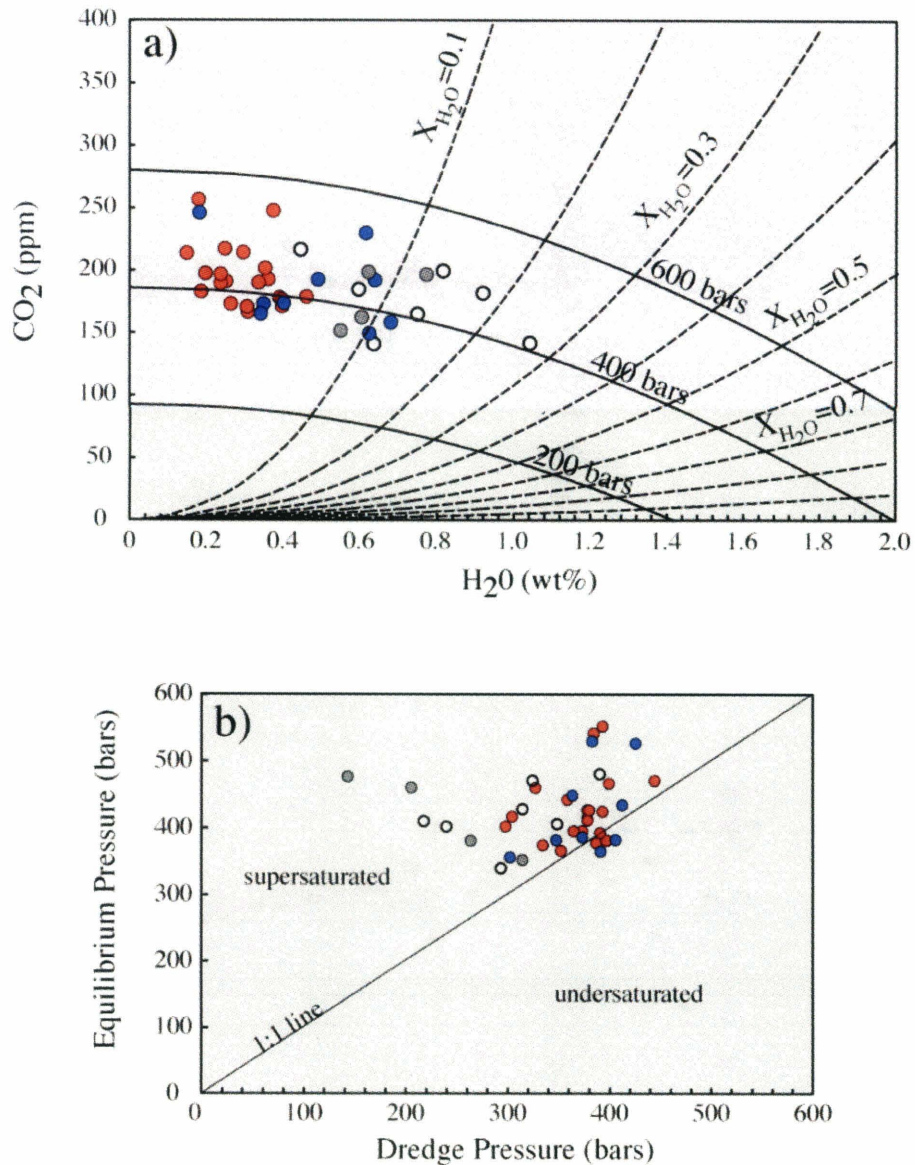 a)
400
350
300
250
200
150
100
50
0
CO2 (ppm)
XH2O=0.1
XH2O=0.3
XH2O=0.5
XH2O=0.7
600 bars
400 bars
200 bars
0 0.2 0.4 0.6 0.8 1.0 1.2 1.4 1.6 1.8 2.0
H20 (wt%)
b)
600
500
400
300
200
100
0
Equilibrium Pressure (bars)
supersaturated
undersaturated
1:1 line
0 100 200 300 400 500 600
Dredge Pressure (bars)